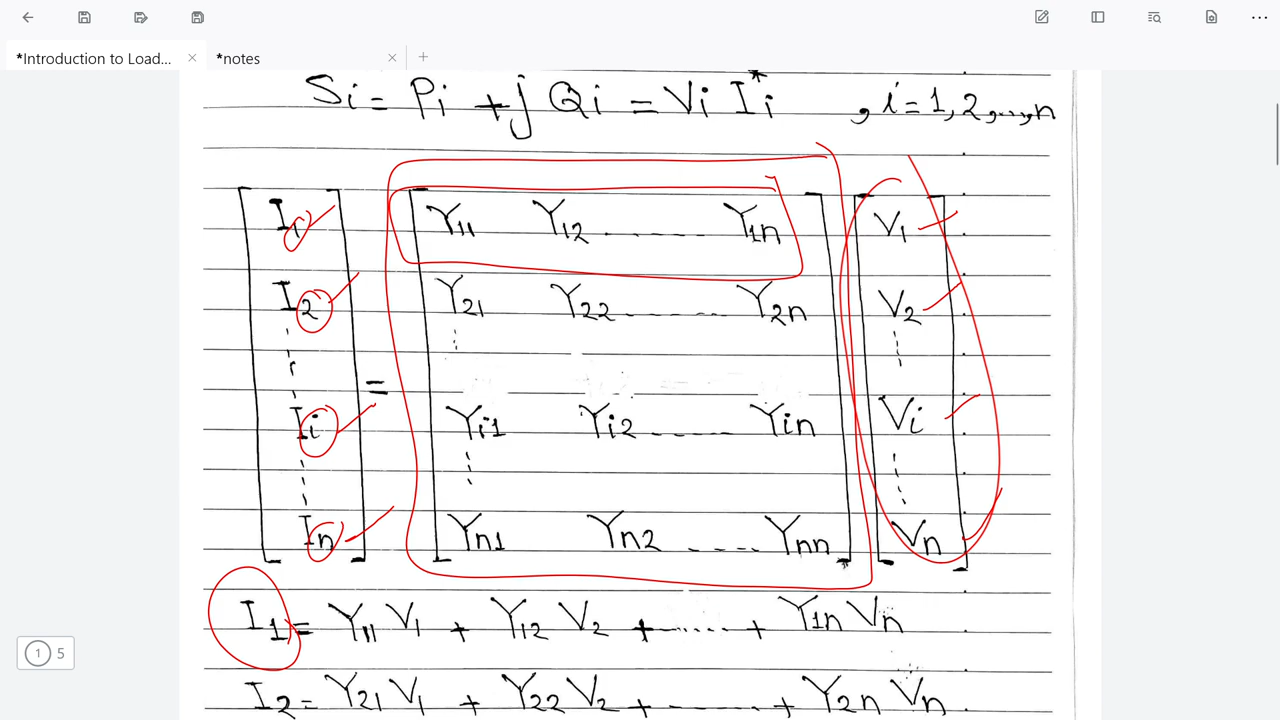 *Introduction to Load... *notes
Si = Pi + j Qi = Vi Ii* , i = 1, 2, ..., n
I1 Y11 Y12 ....... Y1n V1
I2 Y21 Y22 ....... Y2n V2
=
Ii Yi1 Yi2 ....... Yin Vi
In Yn1 Yn2 ..... Ynn Vn
I1 = Y11 V1 + Y12 V2 + ...... + Y1n Vn
1 5
I2 = Y21 V1 + Y22 V2 + ....... + Y2n Vn